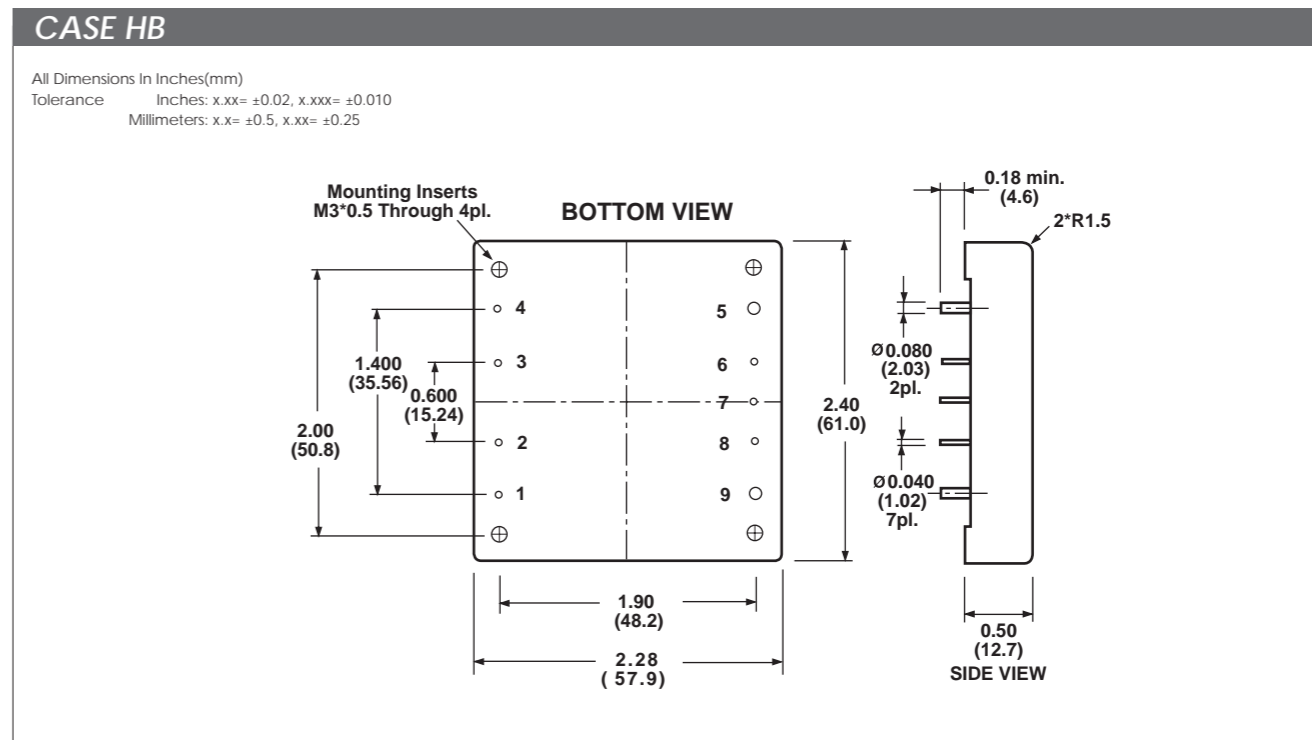 CASE HB
All Dimensions In Inches(mm)
Tolerance Inches: x.xx= ±0.02, x.xxx= ±0.010
Millimeters: x.x= ±0.5, x.xx= ±0.25
Mounting Inserts
M3*0.5 Through 4pl.
BOTTOM VIEW
0.18 min.
(4.6)
2*R1.5
4
5
3
6
7
2
8
1
9
1.400
(35.56)
0.600
(15.24)
2.00
(50.8)
2.40
(61.0)
Ø0.080
(2.03)
2pl.
Ø0.040
(1.02)
7pl.
1.90
(48.2)
2.28
( 57.9)
0.50
(12.7)
SIDE VIEW